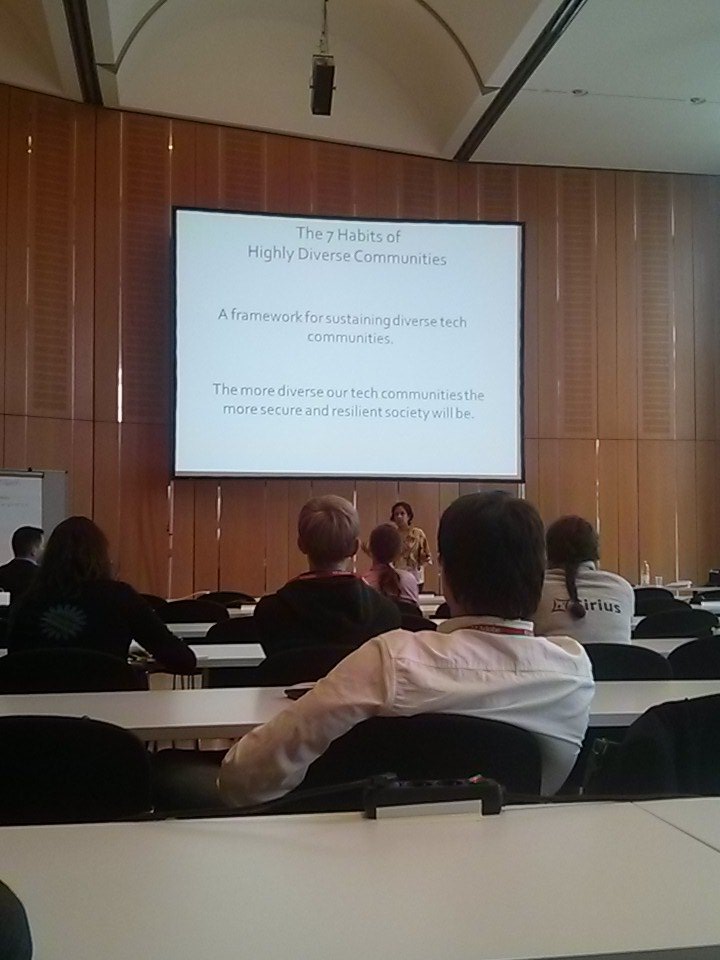 The 7 Habits of
Highly Diverse Communities
A framework for sustaining diverse tech
communities.
The more diverse our tech communities the
more secure and resilient society will be.
sirius